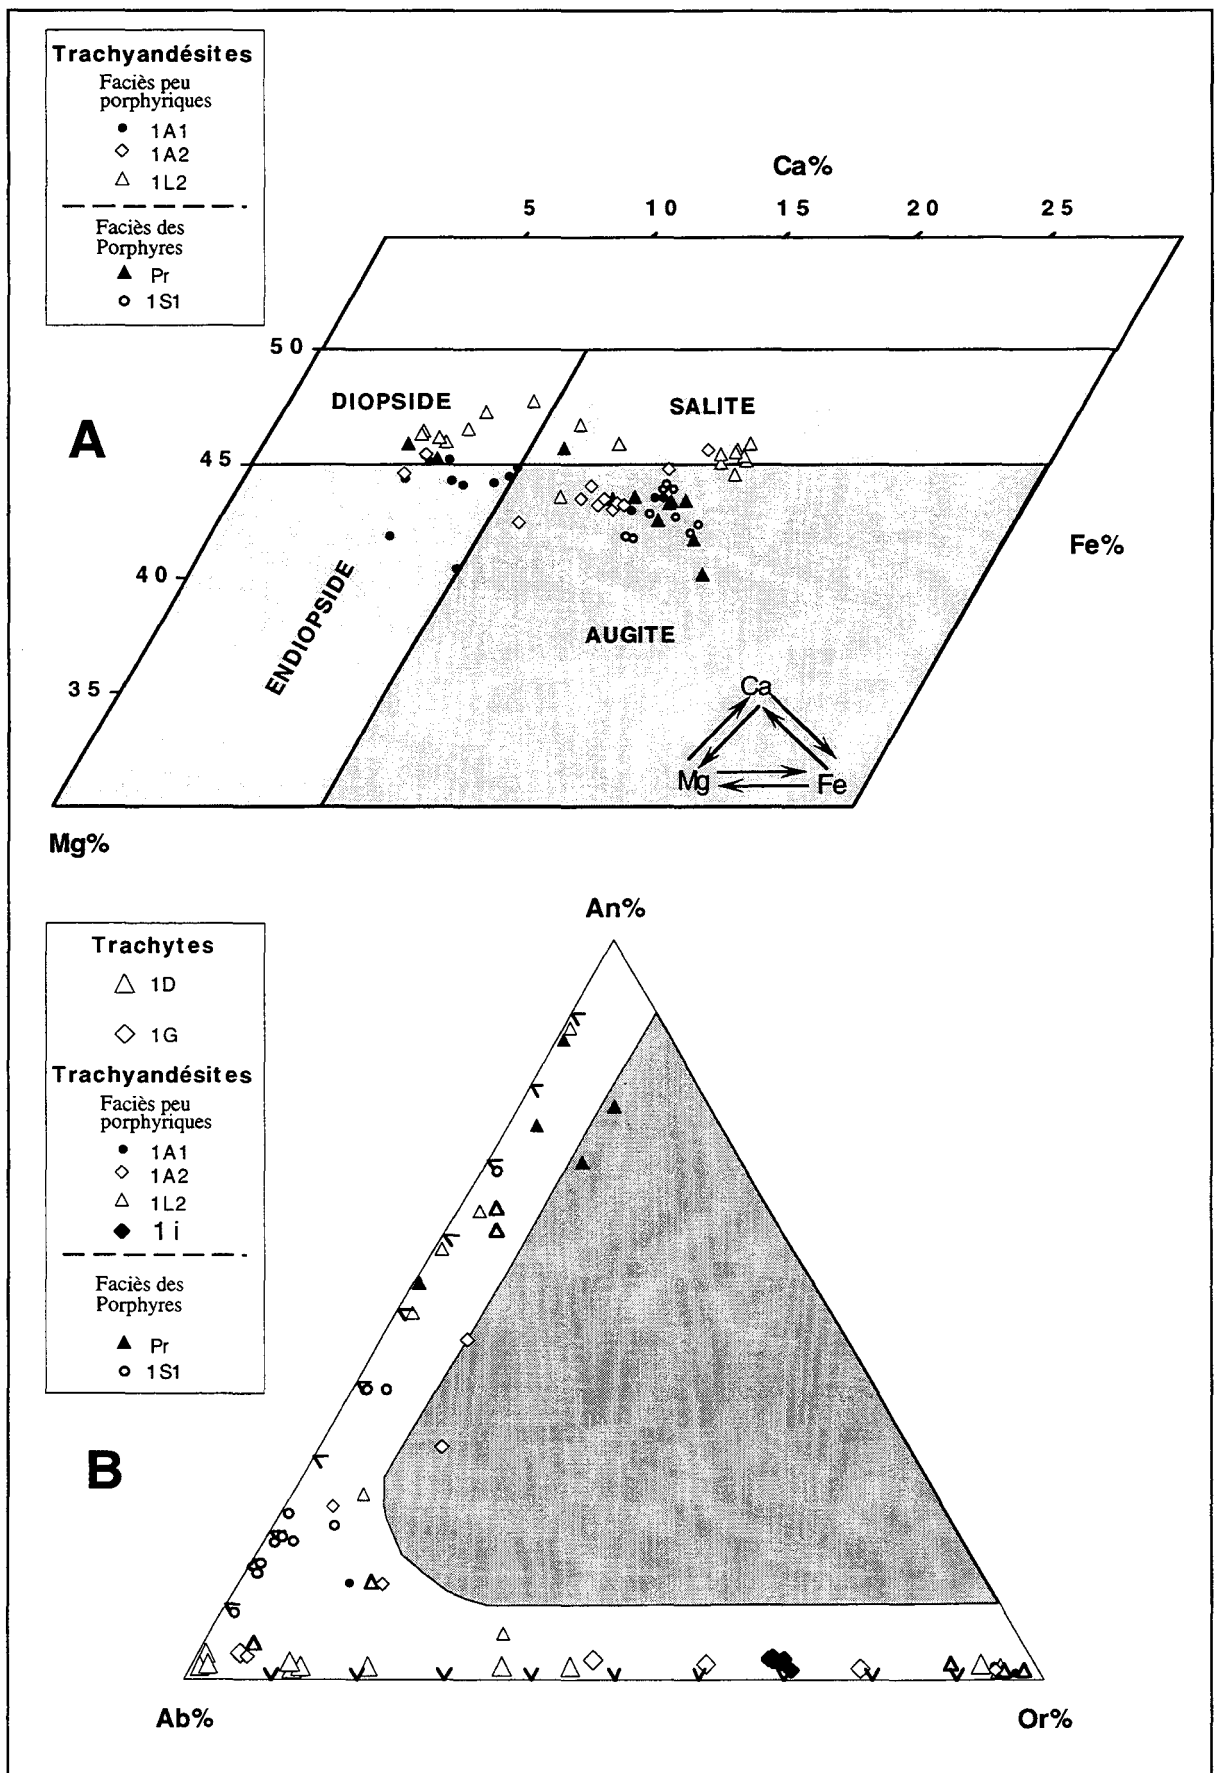 Trachyandésites
Faciès peu
porphyriques
1A1
1A2
1L2
Faciès des
Porphyres
Pr
1S1
Ca%
5 10 15 20 25
50
DIOPSIDE
SALITE
A
45
Fe%
40
ENDIOPSIDE
AUGITE
35
Ca
Mg
Fe
Mg%
An%
Trachytes
1D
1G
Trachyandésites
Faciès peu
porphyriques
1A1
1A2
1L2
1i
Faciès des
Porphyres
Pr
1S1
B
Ab%
Or%